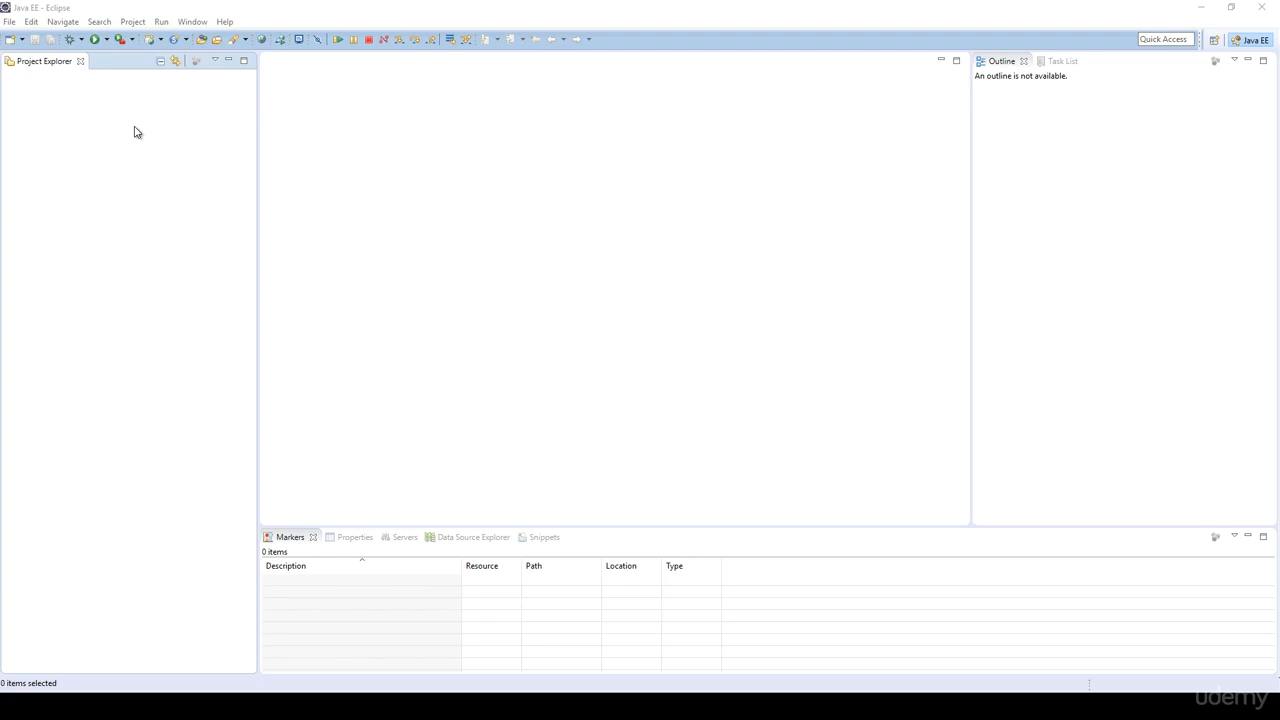 Java EE - Eclipse
File Edit Navigate Search Project Run Window Help
Quick Access Java EE
Project Explorer
Outline Task List
An outline is not available.
Markers Properties Servers Data Source Explorer Snippets
0 items
Description Resource Path Location Type
0 items selected
udemy